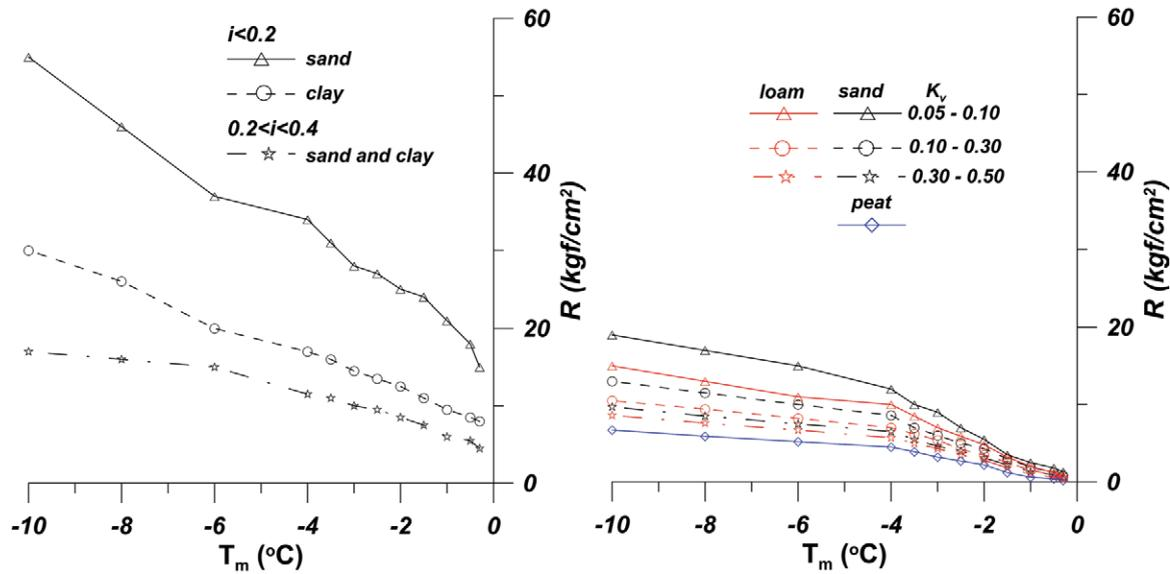 i<0.2
sand
clay
0.2<i<0.4
sand and clay
60
40
20
0
R (kgf/cm²)
-10 -8 -6 -4 -2 0
Tₘ (°C)
loam sand Kᵥ
0.05 - 0.10
0.10 - 0.30
0.30 - 0.50
peat
60
40
20
0
R (kgf/cm²)
-10 -8 -6 -4 -2 0
Tₘ (°C)